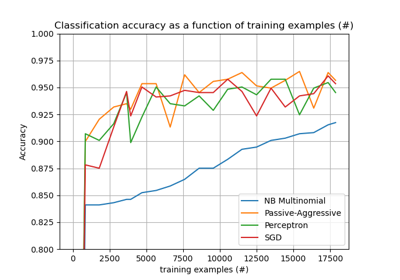 Classification accuracy as a function of training examples (#)
1.000
0.975
0.950
0.925
0.900
0.875
0.850
0.825
0.800
Accuracy
NB Multinomial
Passive-Aggressive
Perceptron
SGD
0 2500 5000 7500 10000 12500 15000 17500
training examples (#)